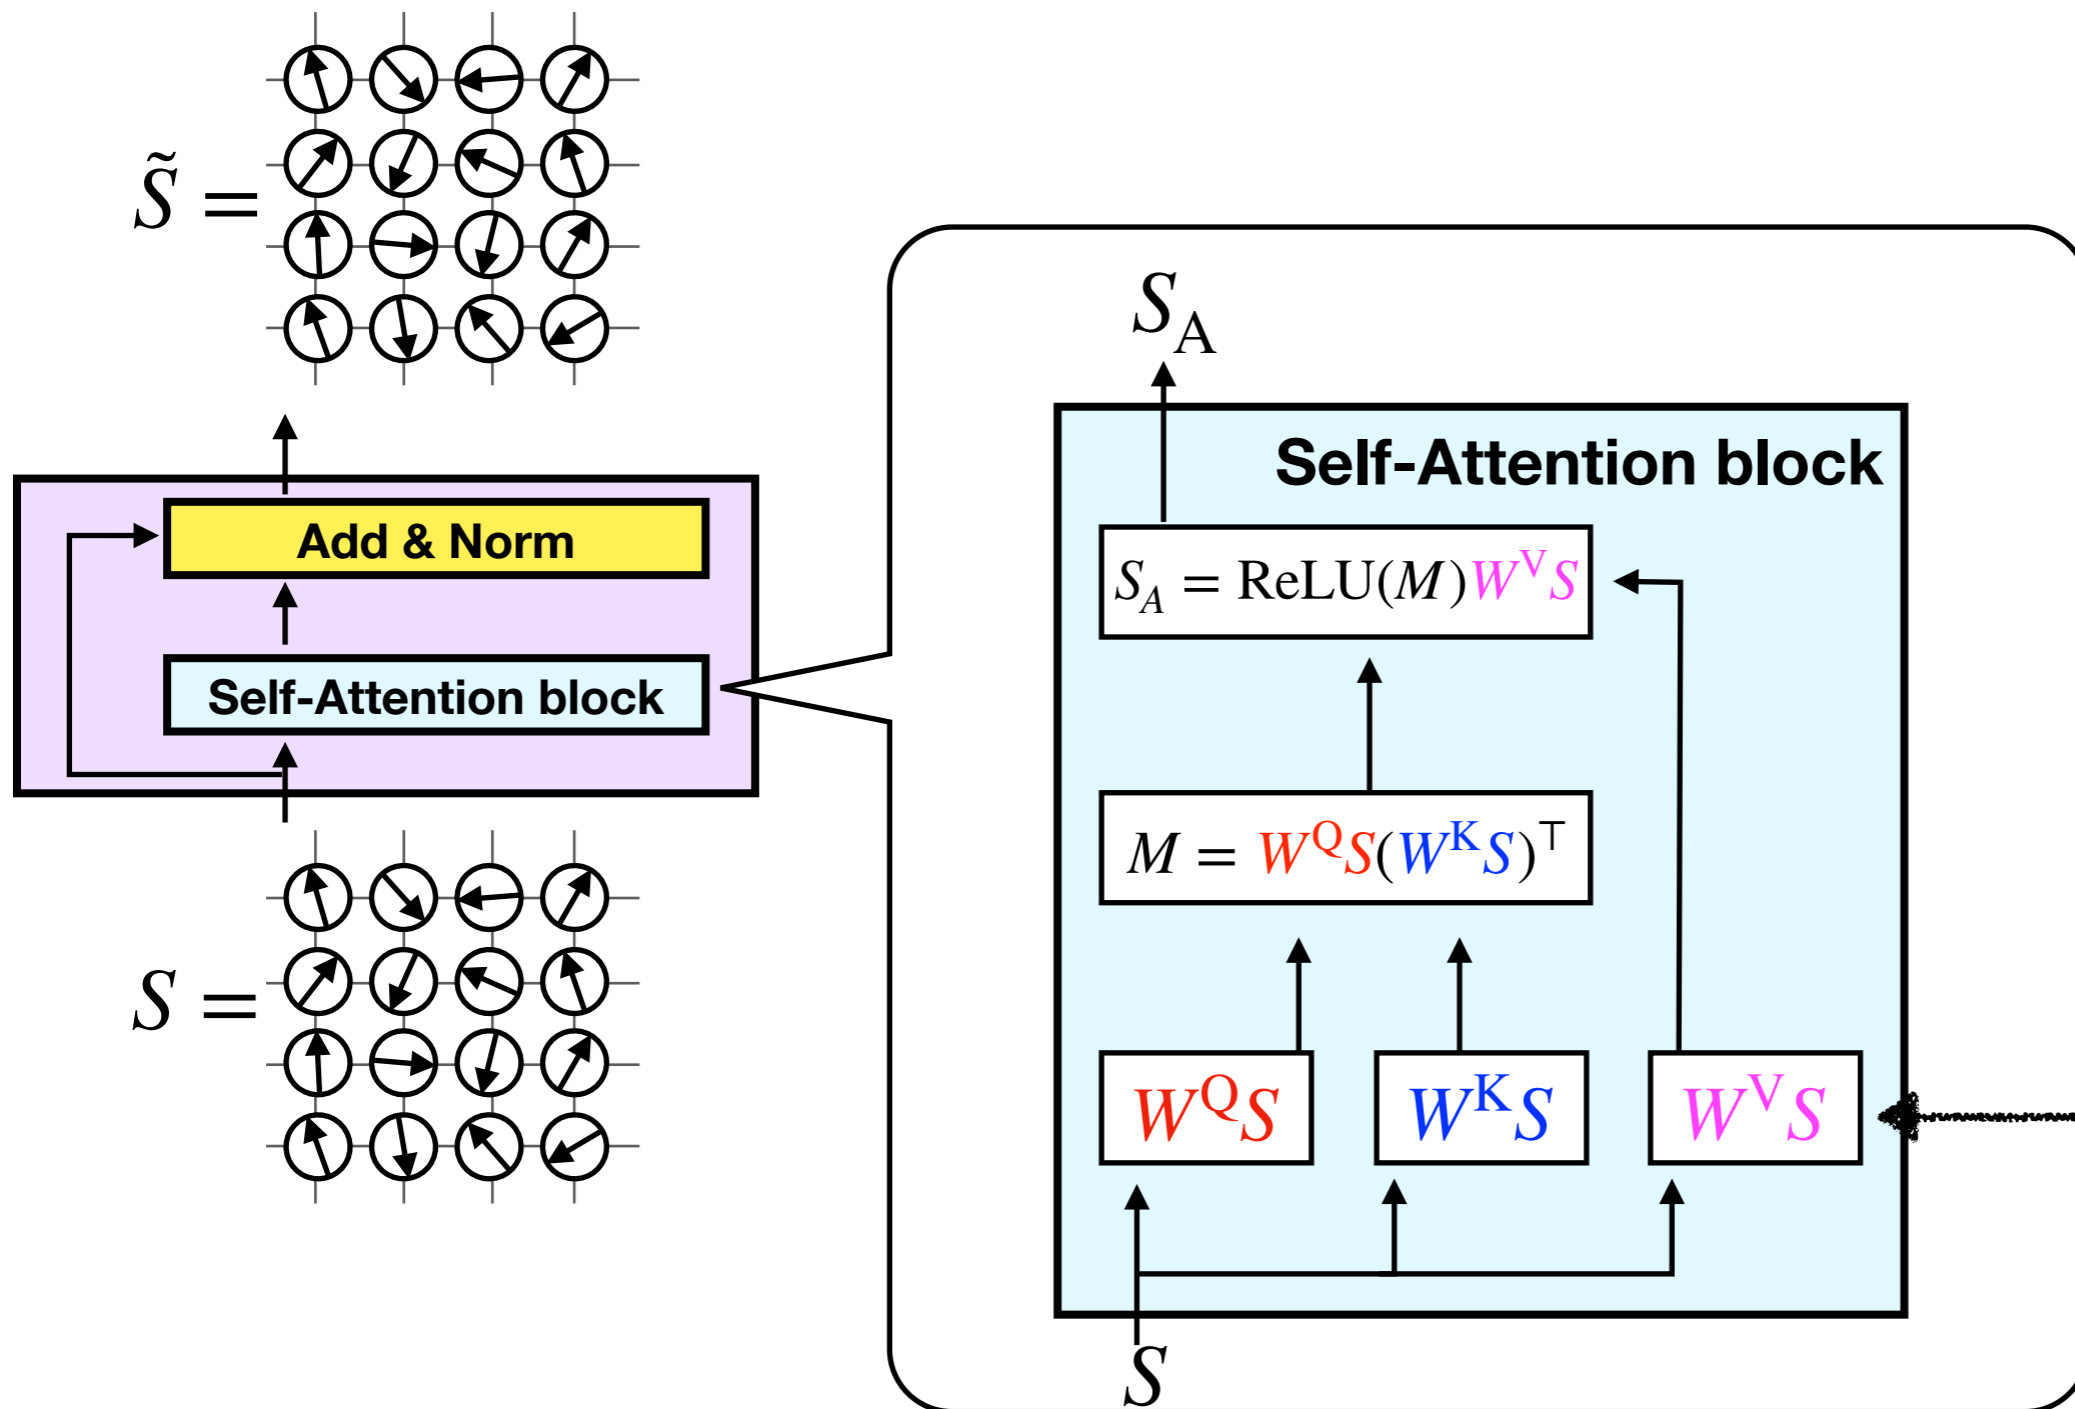 S̃ =
Add & Norm
Self-Attention block
S =
S_A
Self-Attention block
S_A = ReLU(M)W^V S
M = W^Q S(W^K S)^⊤
W^Q S
W^K S
W^V S
S